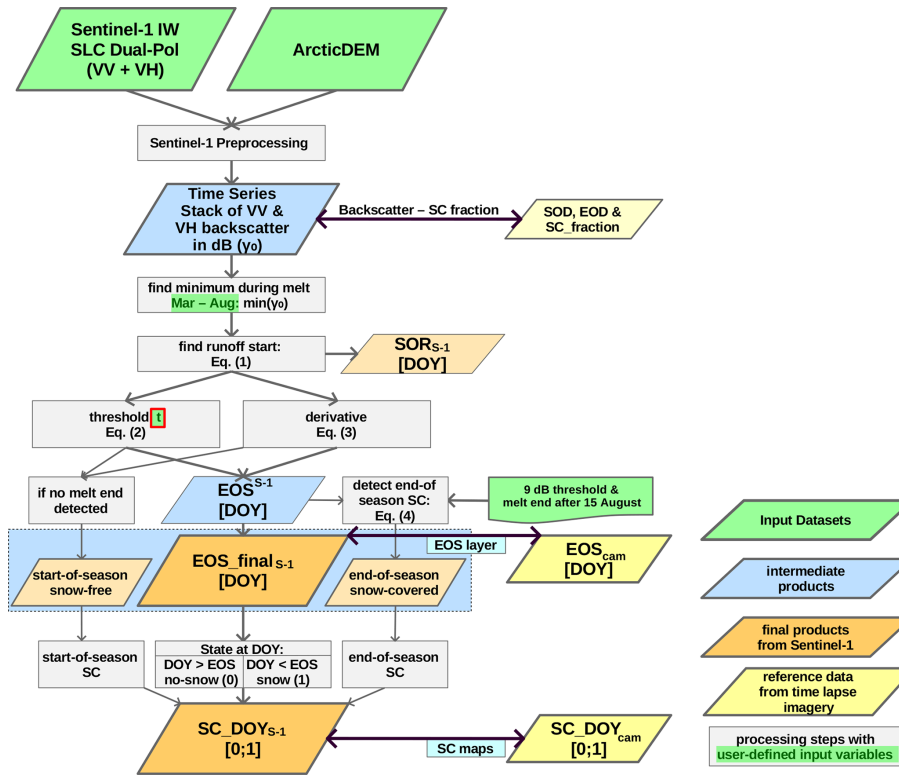 Sentinel-1 IW
SLC Dual-Pol
(VV + VH)
ArcticDEM
Sentinel-1 Preprocessing
Time Series
Stack of VV &
VH backscatter
in dB (γ₀)
Backscatter – SC fraction
SOD, EOD &
SC_fraction
find minimum during melt
Mar – Aug: min(γ₀)
find runoff start:
Eq. (1)
SOR S-1
[DOY]
threshold t
Eq. (2)
derivative
Eq. (3)
if no melt end
detected
EOS S-1
[DOY]
detect end-of
season SC:
Eq. (4)
9 dB threshold &
melt end after 15 August
EOS layer
start-of-season
snow-free
EOS_final S-1
[DOY]
end-of-season
snow-covered
EOS cam
[DOY]
start-of-season
SC
State at DOY:
DOY > EOS
no-snow (0)
DOY < EOS
snow (1)
end-of-season
SC
SC_DOY S-1
[0;1]
SC maps
SC_DOY cam
[0;1]
Input Datasets
intermediate
products
final products
from Sentinel-1
reference data
from time lapse
imagery
processing steps with
user-defined input variables